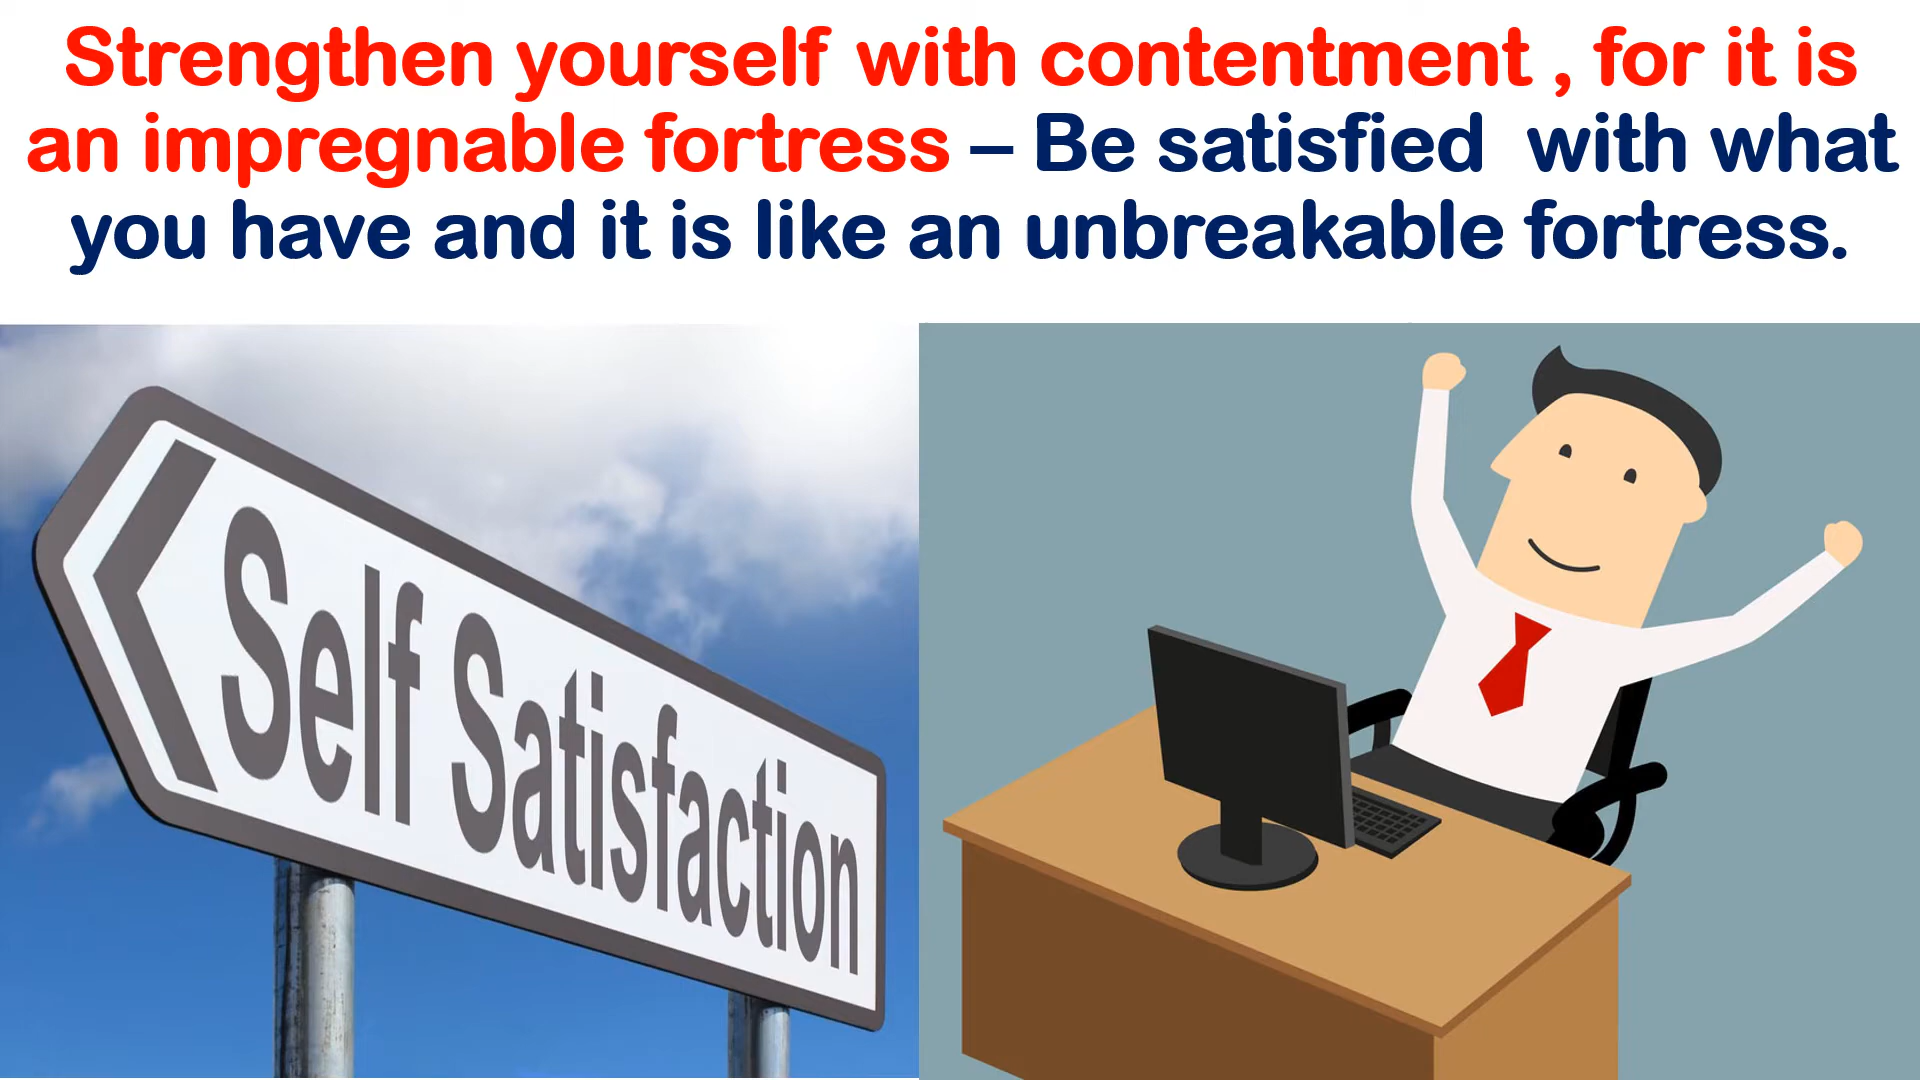 Strengthen yourself with contentment , for it is
an impregnable fortress – Be satisfied  with what
you have and it is like an unbreakable fortress.
Self Satisfaction